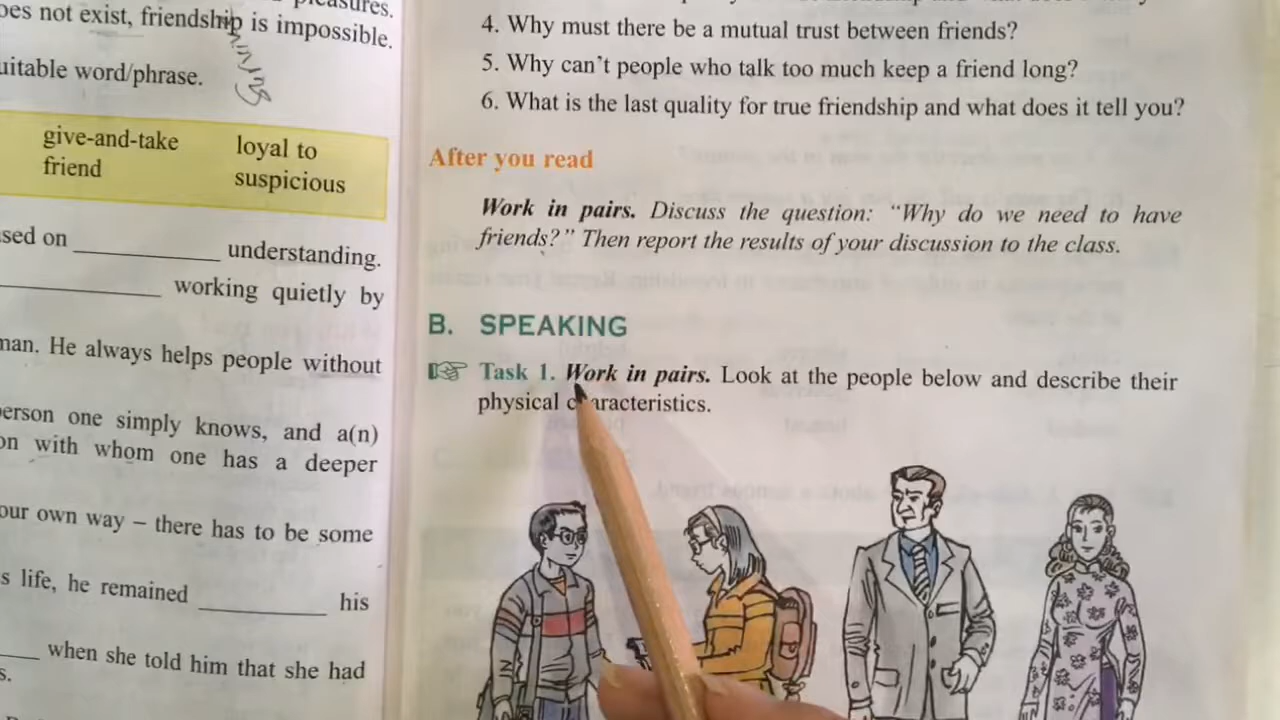 pleasures.
oes not exist, friendship is impossible.
uitable word/phrase.
give-and-take loyal to
friend suspicious
sed on ________ understanding.
________ working quietly by
man. He always helps people without
erson one simply knows, and a(n)
on with whom one has a deeper
our own way – there has to be some
s life, he remained ________ his
____ when she told him that she had
s.
4. Why must there be a mutual trust between friends?
5. Why can't people who talk too much keep a friend long?
6. What is the last quality for true friendship and what does it tell you?
After you read
Work in pairs. Discuss the question: "Why do we need to have
friends?" Then report the results of your discussion to the class.
B. SPEAKING
Task 1. Work in pairs. Look at the people below and describe their
physical characteristics.